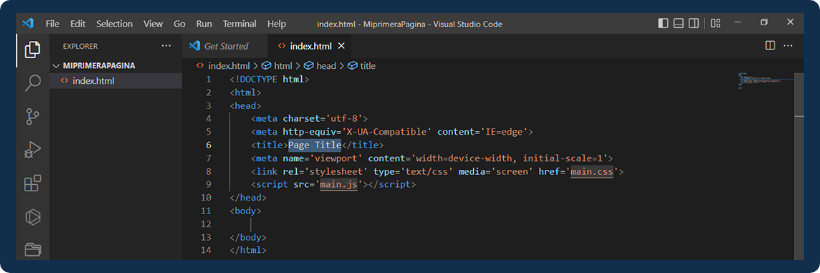 File Edit Selection View Go Run Terminal Help index.html - MiprimeraPagina - Visual Studio Code
EXPLORER ···
MIPRIMERAPAGINA
index.html
Get Started index.html
index.html > html > head > title
1 <!DOCTYPE html>
2 <html>
3 <head>
4 <meta charset='utf-8'>
5 <meta http-equiv='X-UA-Compatible' content='IE=edge'>
6 <title>Page Title</title>
7 <meta name='viewport' content='width=device-width, initial-scale=1'>
8 <link rel='stylesheet' type='text/css' media='screen' href='main.css'>
9 <script src='main.js'></script>
10 </head>
11 <body>
12
13 </body>
14 </html>